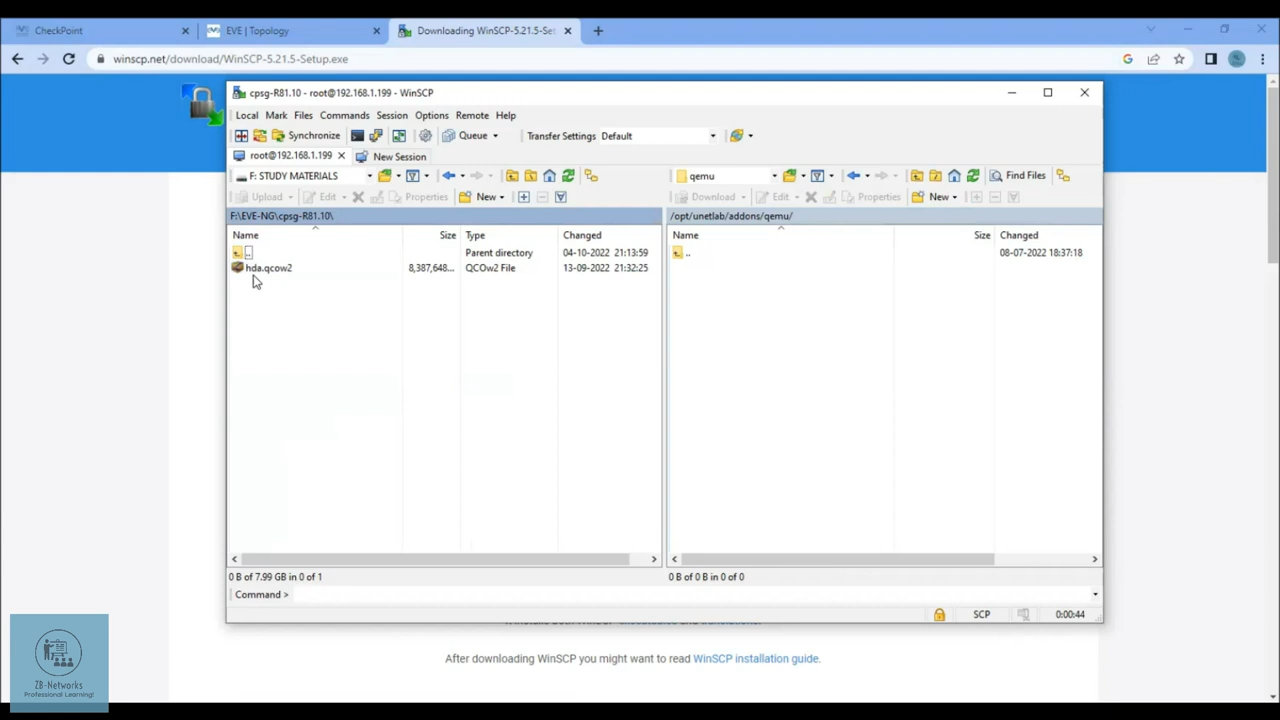 CheckPoint
EVE | Topology
Downloading WinSCP-5.21.5-Set
winscp.net/download/WinSCP-5.21.5-Setup.exe
cpsg-R81.10 - root@192.168.1.199 - WinSCP
Local Mark Files Commands Session Options Remote Help
Synchronize Queue Transfer Settings Default
root@192.168.1.199 New Session
F: STUDY MATERIALS
qemu Find Files
Upload Edit Properties New
Download Edit Properties New
F:\EVE-NG\cpsg-R81.10\
/opt/unetlab/addons/qemu/
Name Size Type Changed
Name Size Changed
.. Parent directory 04-10-2022 21:13:59
.. 08-07-2022 18:37:18
hda.qcow2 8,387,648... QCOw2 File 13-09-2022 21:32:25
0 B of 7.99 GB in 0 of 1
0 B of 0 B in 0 of 0
Command >
SCP 0:00:44
After downloading WinSCP you might want to read WinSCP installation guide.
ZB-Networks
Professional Learning!